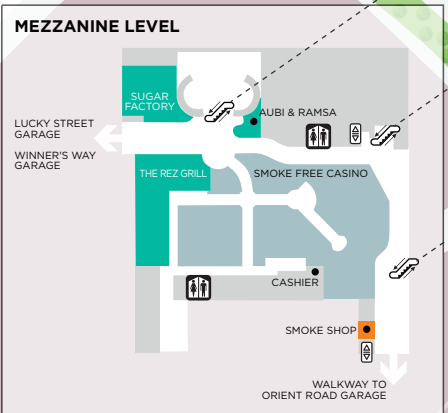 MEZZANINE LEVEL
SUGAR
FACTORY
AUBI & RAMSA
LUCKY STREET
GARAGE
WINNER'S WAY
GARAGE
THE REZ GRILL
SMOKE FREE CASINO
CASHIER
SMOKE SHOP
WALKWAY TO
ORIENT ROAD GARAGE